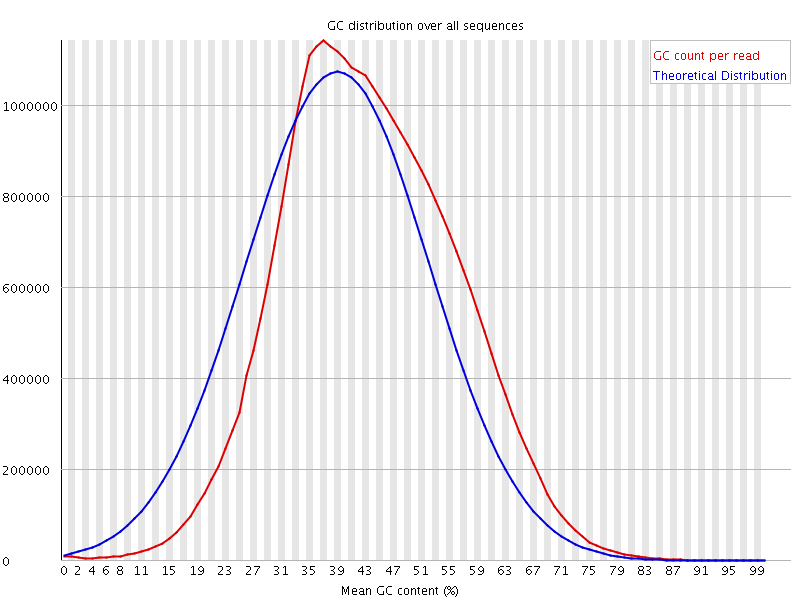 GC distribution over all sequences
GC count per read
Theoretical Distribution
1000000
800000
600000
400000
200000
0
0 2 4 6 8 11 15 19 23 27 31 35 39 43 47 51 55 59 63 67 71 75 79 83 87 91 95 99
Mean GC content (%)